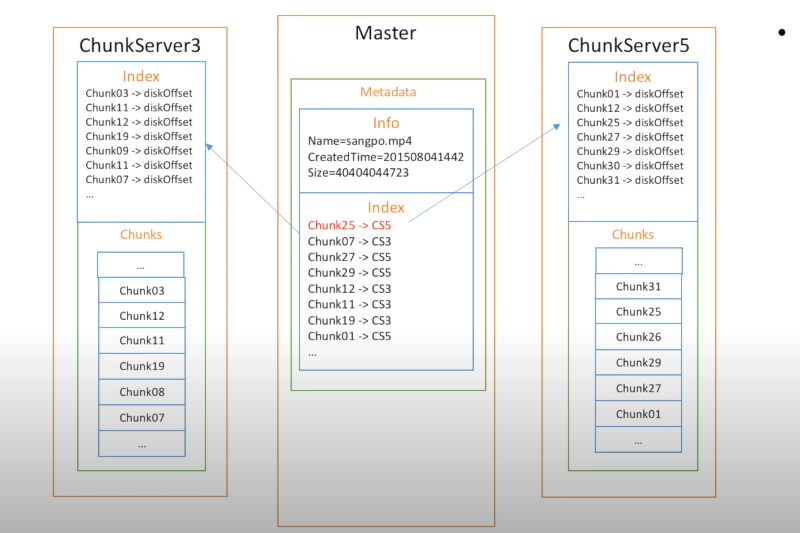 ChunkServer3
Index
Chunk03 -> diskOffset
Chunk11 -> diskOffset
Chunk12 -> diskOffset
Chunk19 -> diskOffset
Chunk09 -> diskOffset
Chunk11 -> diskOffset
Chunk07 -> diskOffset
...
Chunks
...
Chunk03
Chunk12
Chunk11
Chunk19
Chunk08
Chunk07
...
Master
Metadata
Info
Name=sangpo.mp4
CreatedTime=201508041442
Size=40404044723
Index
Chunk25 -> CS5
Chunk07 -> CS3
Chunk27 -> CS5
Chunk29 -> CS5
Chunk12 -> CS3
Chunk11 -> CS3
Chunk19 -> CS3
Chunk01 -> CS5
...
ChunkServer5
Index
Chunk01 -> diskOffset
Chunk12 -> diskOffset
Chunk25 -> diskOffset
Chunk27 -> diskOffset
Chunk29 -> diskOffset
Chunk30 -> diskOffset
Chunk31 -> diskOffset
...
Chunks
...
Chunk31
Chunk25
Chunk26
Chunk29
Chunk27
Chunk01
...
•